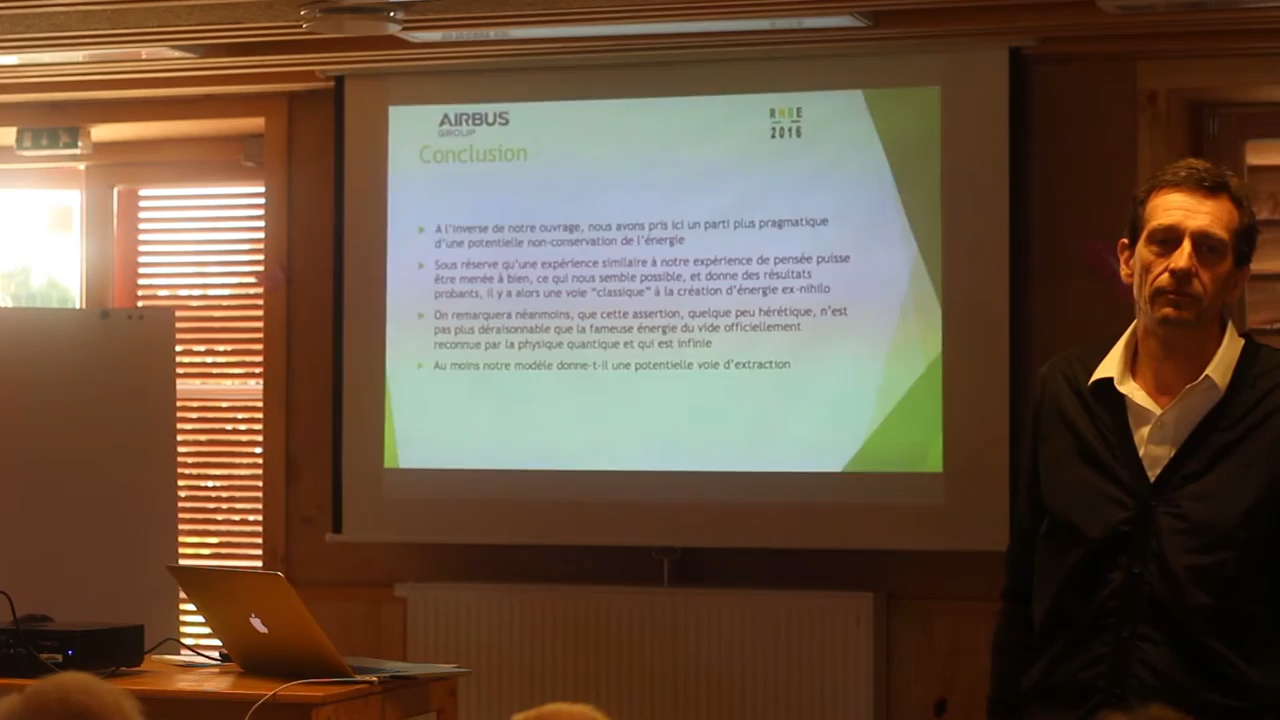 AIRBUS
GROUP
RNBE
2016
Conclusion
A l'inverse de notre ouvrage, nous avons pris ici un parti plus pragmatique
d'une potentielle non-conservation de l'énergie
Sous réserve qu'une expérience similaire à notre expérience de pensée puisse
être menée à bien, ce qui nous semble possible, et donne des résultats
probants, il y a alors une voie "classique" à la création d'énergie ex-nihilo
On remarquera néanmoins, que cette assertion, quelque peu hérétique, n'est
pas plus déraisonnable que la fameuse énergie du vide officiellement
reconnue par la physique quantique et qui est infinie
Au moins notre modèle donne-t-il une potentielle voie d'extraction